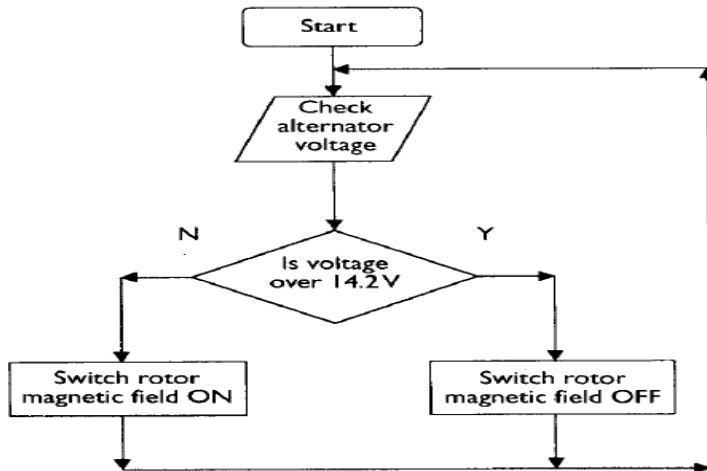 Start
Check
alternator
voltage
N
Y
Is voltage
over 14.2V
Switch rotor
magnetic field ON
Switch rotor
magnetic field OFF